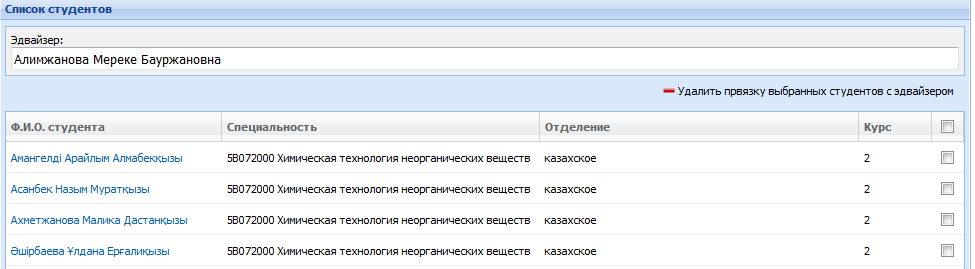 Список студентов
Эдвайзер:
Алимжанова Мереке Бауржановна
Удалить првязку выбранных студентов с эдвайзером
Ф.И.О. студента Специальность Отделение Курс
Амангелді Арайлым Алмабекқызы 5B072000 Химическая технология неорганических веществ казахское 2
Асанбек Назым Муратқызы 5B072000 Химическая технология неорганических веществ казахское 2
Ахметжанова Малика Дастанқызы 5B072000 Химическая технология неорганических веществ казахское 2
Әшірбаева Ұлдана Ерғалиқызы 5B072000 Химическая технология неорганических веществ казахское 2